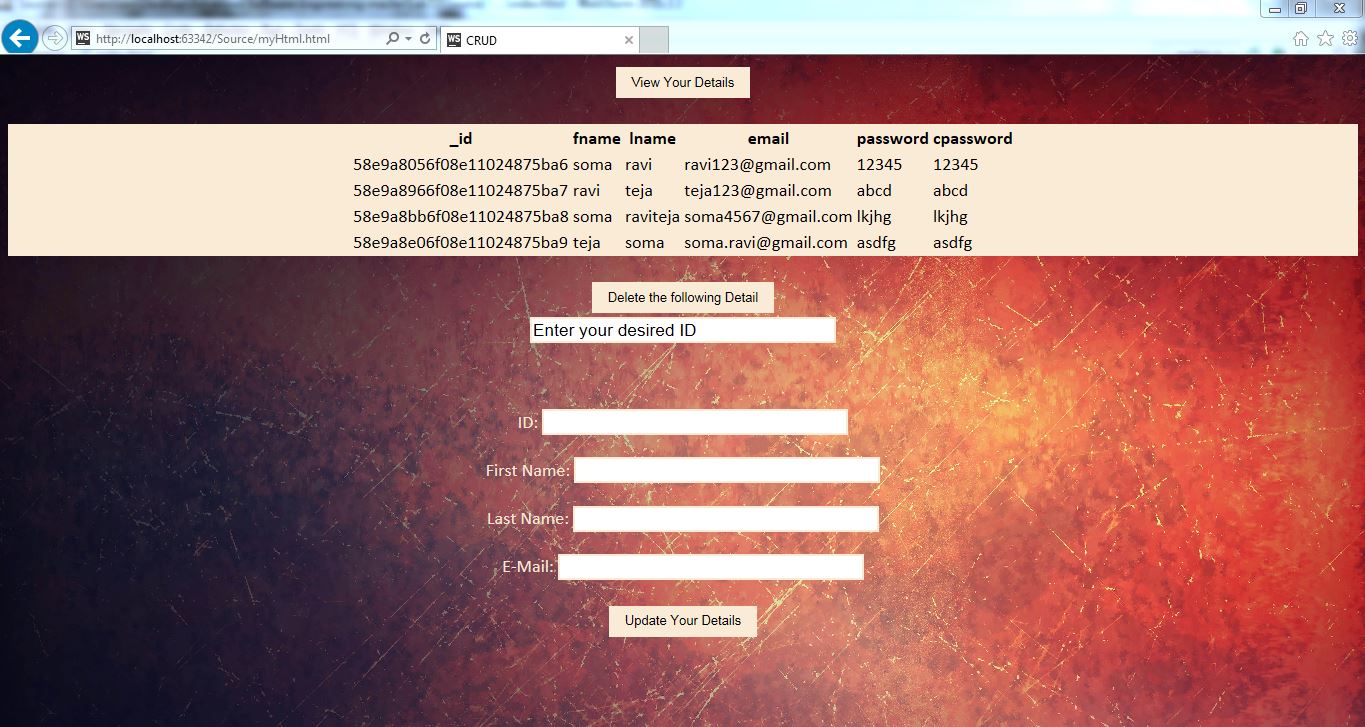 WS http://localhost:63342/Source/myHtml.html
WS CRUD
View Your Details
_id fname lname email password cpassword
58e9a8056f08e11024875ba6 soma ravi ravi123@gmail.com 12345 12345
58e9a8966f08e11024875ba7 ravi teja teja123@gmail.com abcd abcd
58e9a8bb6f08e11024875ba8 soma raviteja soma4567@gmail.com lkjhg lkjhg
58e9a8e06f08e11024875ba9 teja soma soma.ravi@gmail.com asdfg asdfg
Delete the following Detail
Enter your desired ID
ID:
First Name:
Last Name:
E-Mail:
Update Your Details